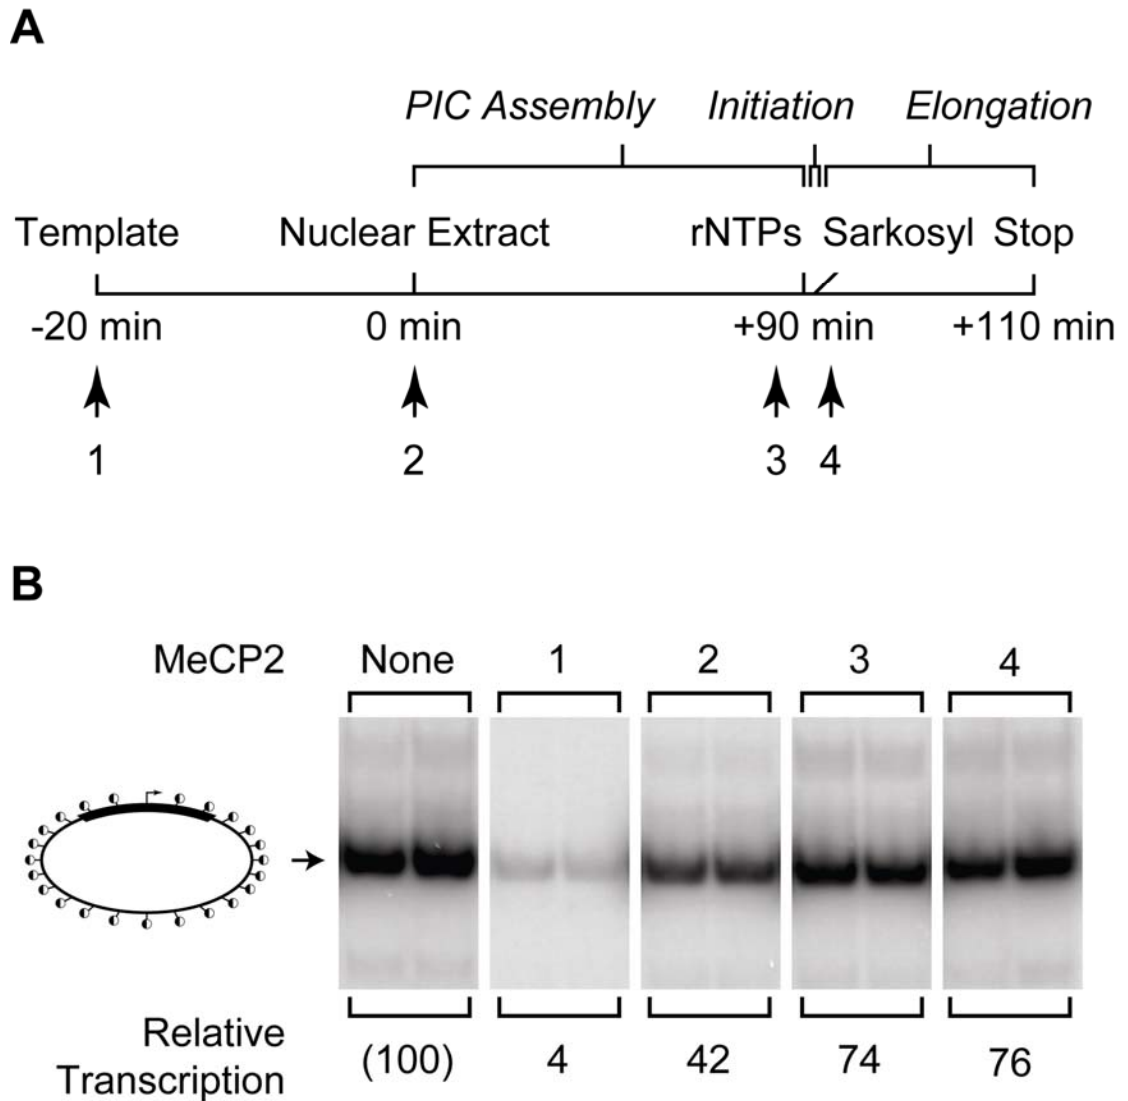 A
PIC Assembly Initiation Elongation
Template Nuclear Extract rNTPs Sarkosyl Stop
-20 min 0 min +90 min +110 min
1 2 3 4
B
MeCP2 None 1 2 3 4
Relative
Transcription (100) 4 42 74 76